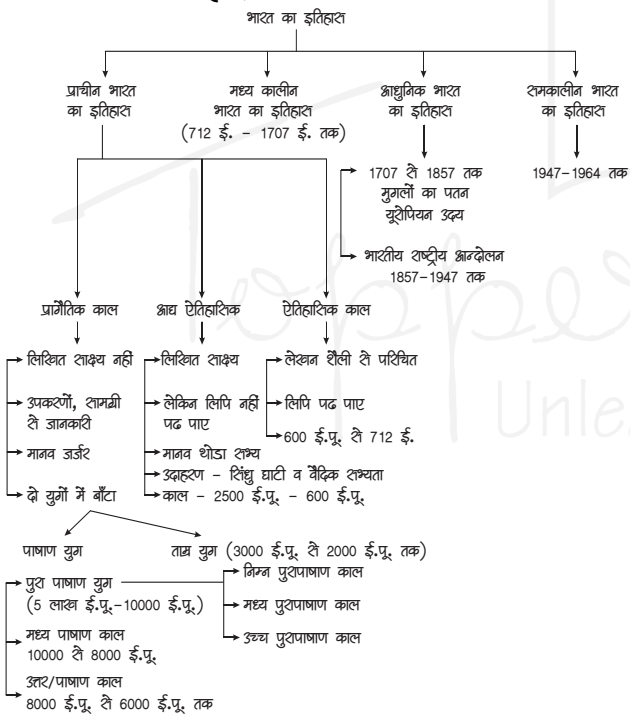 भारत का इतिहास
प्राचीन भारत
का इतिहास
मध्य कालीन
भारत का इतिहास
(712 ई. – 1707 ई. तक)
आधुनिक भारत
का इतिहास
समकालीन भारत
का इतिहास
1707 से 1857 तक
मुगलों का पतन
यूरोपियन उदय
भारतीय राष्ट्रीय आन्दोलन
1857-1947 तक
1947-1964 तक
प्रागैतिक काल
लिखित साक्ष्य नहीं
उपकरणों, सामग्री
से जानकारी
मानव जर्जर
दो युगों में बाँटा
आद्य ऐतिहासिक
लिखित साक्ष्य
लेकिन लिपि नहीं
पढ पाए
मानव थोडा सभ्य
उदाहरण – सिंधु घाटी व वैदिक सभ्यता
काल – 2500 ई.पू. – 600 ई.पू.
ऐतिहासिक काल
लेखन शैली से परिचित
लिपि पढ पाए
600 ई.पू. से 712 ई.
पाषाण युग
ताम्र युग (3000 ई.पू. से 2000 ई.पू. तक)
पुरा पाषाण युग
(5 लाख ई.पू.–10000 ई.पू.)
निम्न पुरापाषाण काल
मध्य पुरापाषाण काल
उच्च पुरापाषाण काल
मध्य पाषाण काल
10000 से 8000 ई.पू.
उत्तर/पाषाण काल
8000 ई.पू. से 6000 ई.पू. तक
Topp
Unle